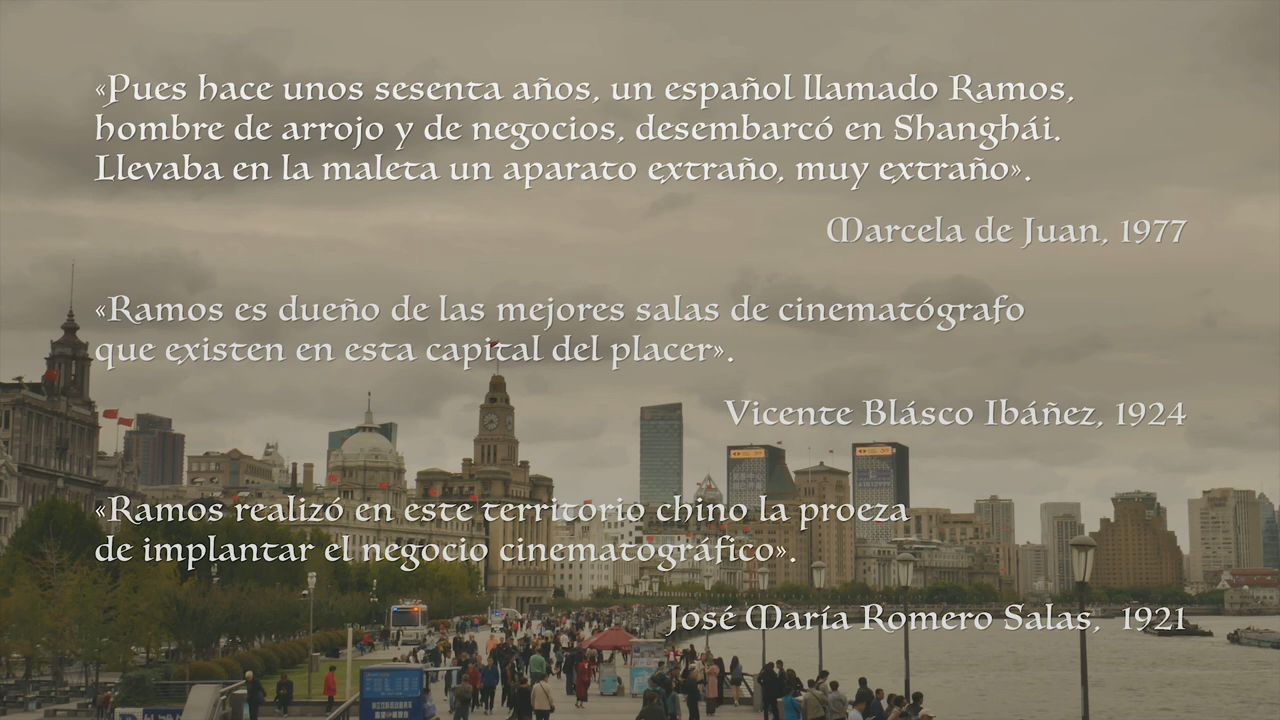 «Pues hace unos sesenta años, un español llamado Ramos,
hombre de arrojo y de negocios, desembarcó en Shangháí.
Llevaba en la maleta un aparato extraño, muy extraño».
Marcela de Juan, 1977
«Ramos es dueño de las mejores salas de cinematógrafo
que existen en esta capital del placer».
Vicente Blásco Ibáñez, 1924
«Ramos realizó en este territorio chino la proeza
de implantar el negocio cinematográfico».
José María Romero Salas, 1921